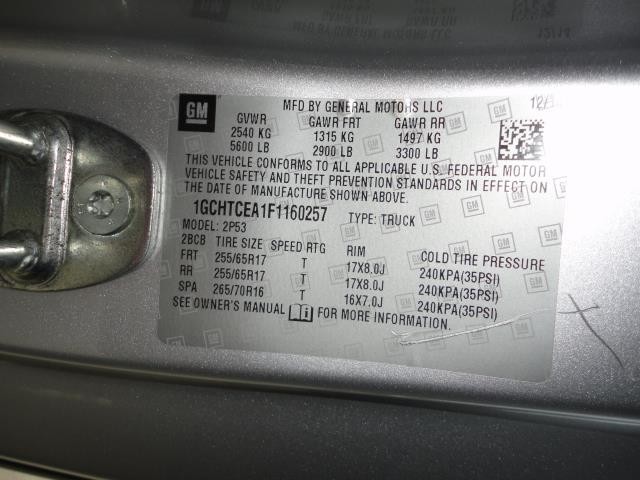 GM
MFD BY GENERAL MOTORS LLC
GVWR GAWR FRT GAWR RR
2540 KG 1315 KG 1497 KG
5600 LB 2900 LB 3300 LB
THIS VEHICLE CONFORMS TO ALL APPLICABLE U.S. FEDERAL MOTOR
VEHICLE SAFETY AND THEFT PREVENTION STANDARDS IN EFFECT ON
THE DATE OF MANUFACTURE SHOWN ABOVE.
1GCHTCEA1F1160257 TYPE: TRUCK
MODEL: 2P53
2BCB TIRE SIZE SPEED RTG RIM COLD TIRE PRESSURE
FRT 255/65R17 T 17X8.0J 240KPA(35PSI)
RR 255/65R17 T 17X8.0J 240KPA(35PSI)
SPA 265/70R16 T 16X7.0J 240KPA(35PSI)
SEE OWNER'S MANUAL FOR MORE INFORMATION.